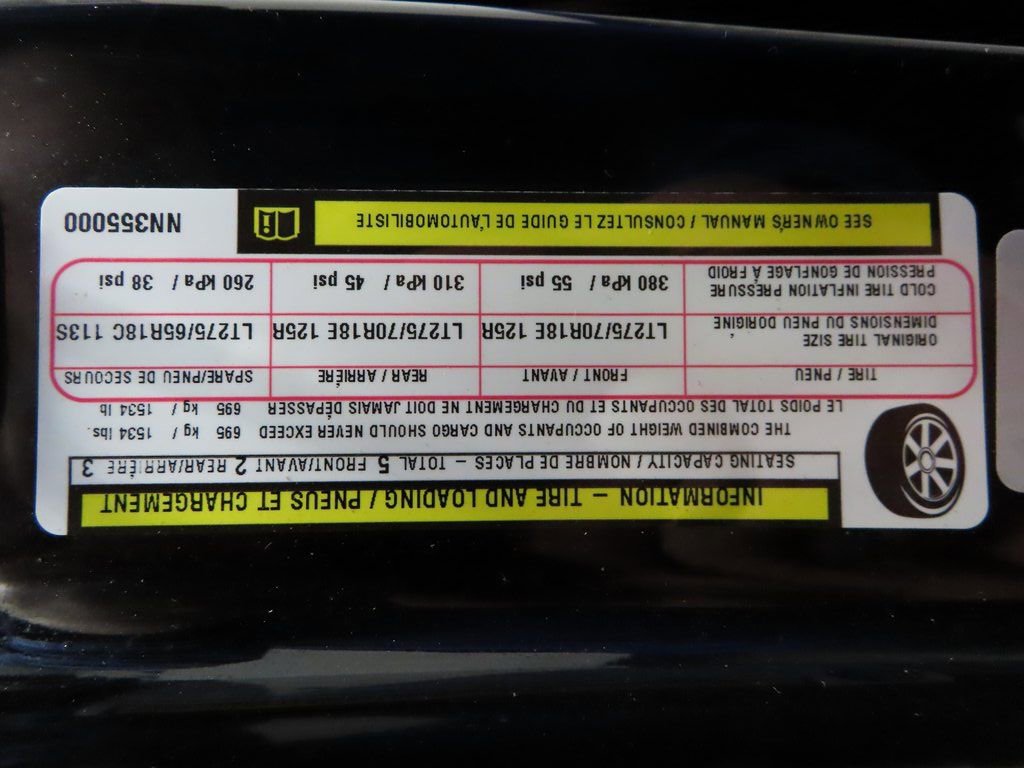 INFORMATION – TIRE AND LOADING / PNEUS ET CHARGEMENT
SEATING CAPACITY / NOMBRE DE PLACES – TOTAL 5 FRONT/AVANT 2 REAR/ARRIÈRE 3
THE COMBINED WEIGHT OF OCCUPANTS AND CARGO SHOULD NEVER EXCEED 695 kg / 1534 lbs.
LE POIDS TOTAL DES OCCUPANTS ET DU CHARGEMENT NE DOIT JAMAIS DÉPASSER 695 kg / 1534 lb
TIRE / PNEU FRONT / AVANT REAR / ARRIÈRE SPARE/PNEU DE SECOURS
ORIGINAL TIRE SIZE
DIMENSIONS DU PNEU D'ORIGINE LT275/70R18E 125R LT275/70R18E 125R LT275/65R18C 113S
COLD TIRE INFLATION PRESSURE
PRESSION DE GONFLAGE À FROID 380 kPa / 55 psi 310 kPa / 45 psi 260 kPa / 38 psi
SEE OWNER'S MANUAL / CONSULTEZ LE GUIDE DE L'AUTOMOBILISTE
NN355000